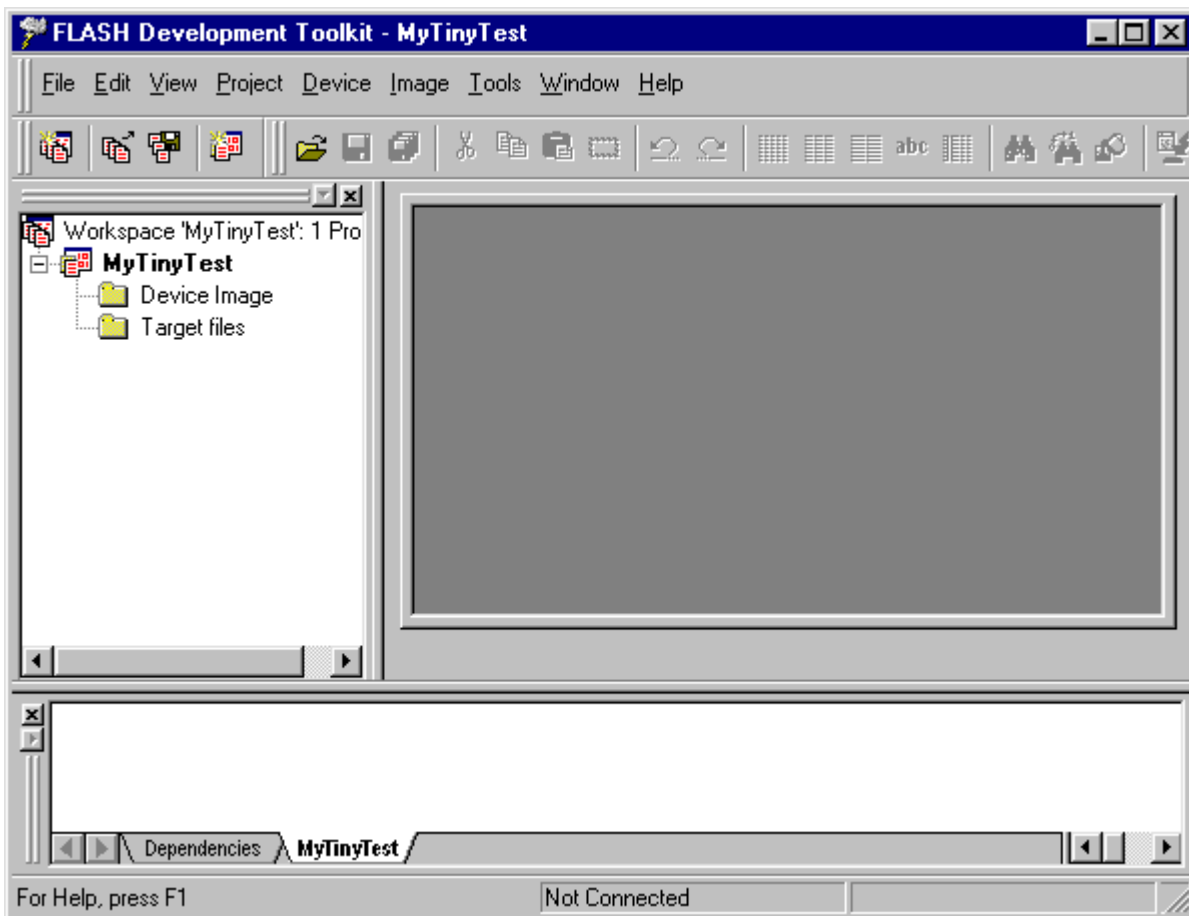 FLASH Development Toolkit - MyTinyTest
File Edit View Project Device Image Tools Window Help
abc
Workspace 'MyTinyTest': 1 Pro
MyTinyTest
Device Image
Target files
Dependencies MyTinyTest
For Help, press F1 Not Connected